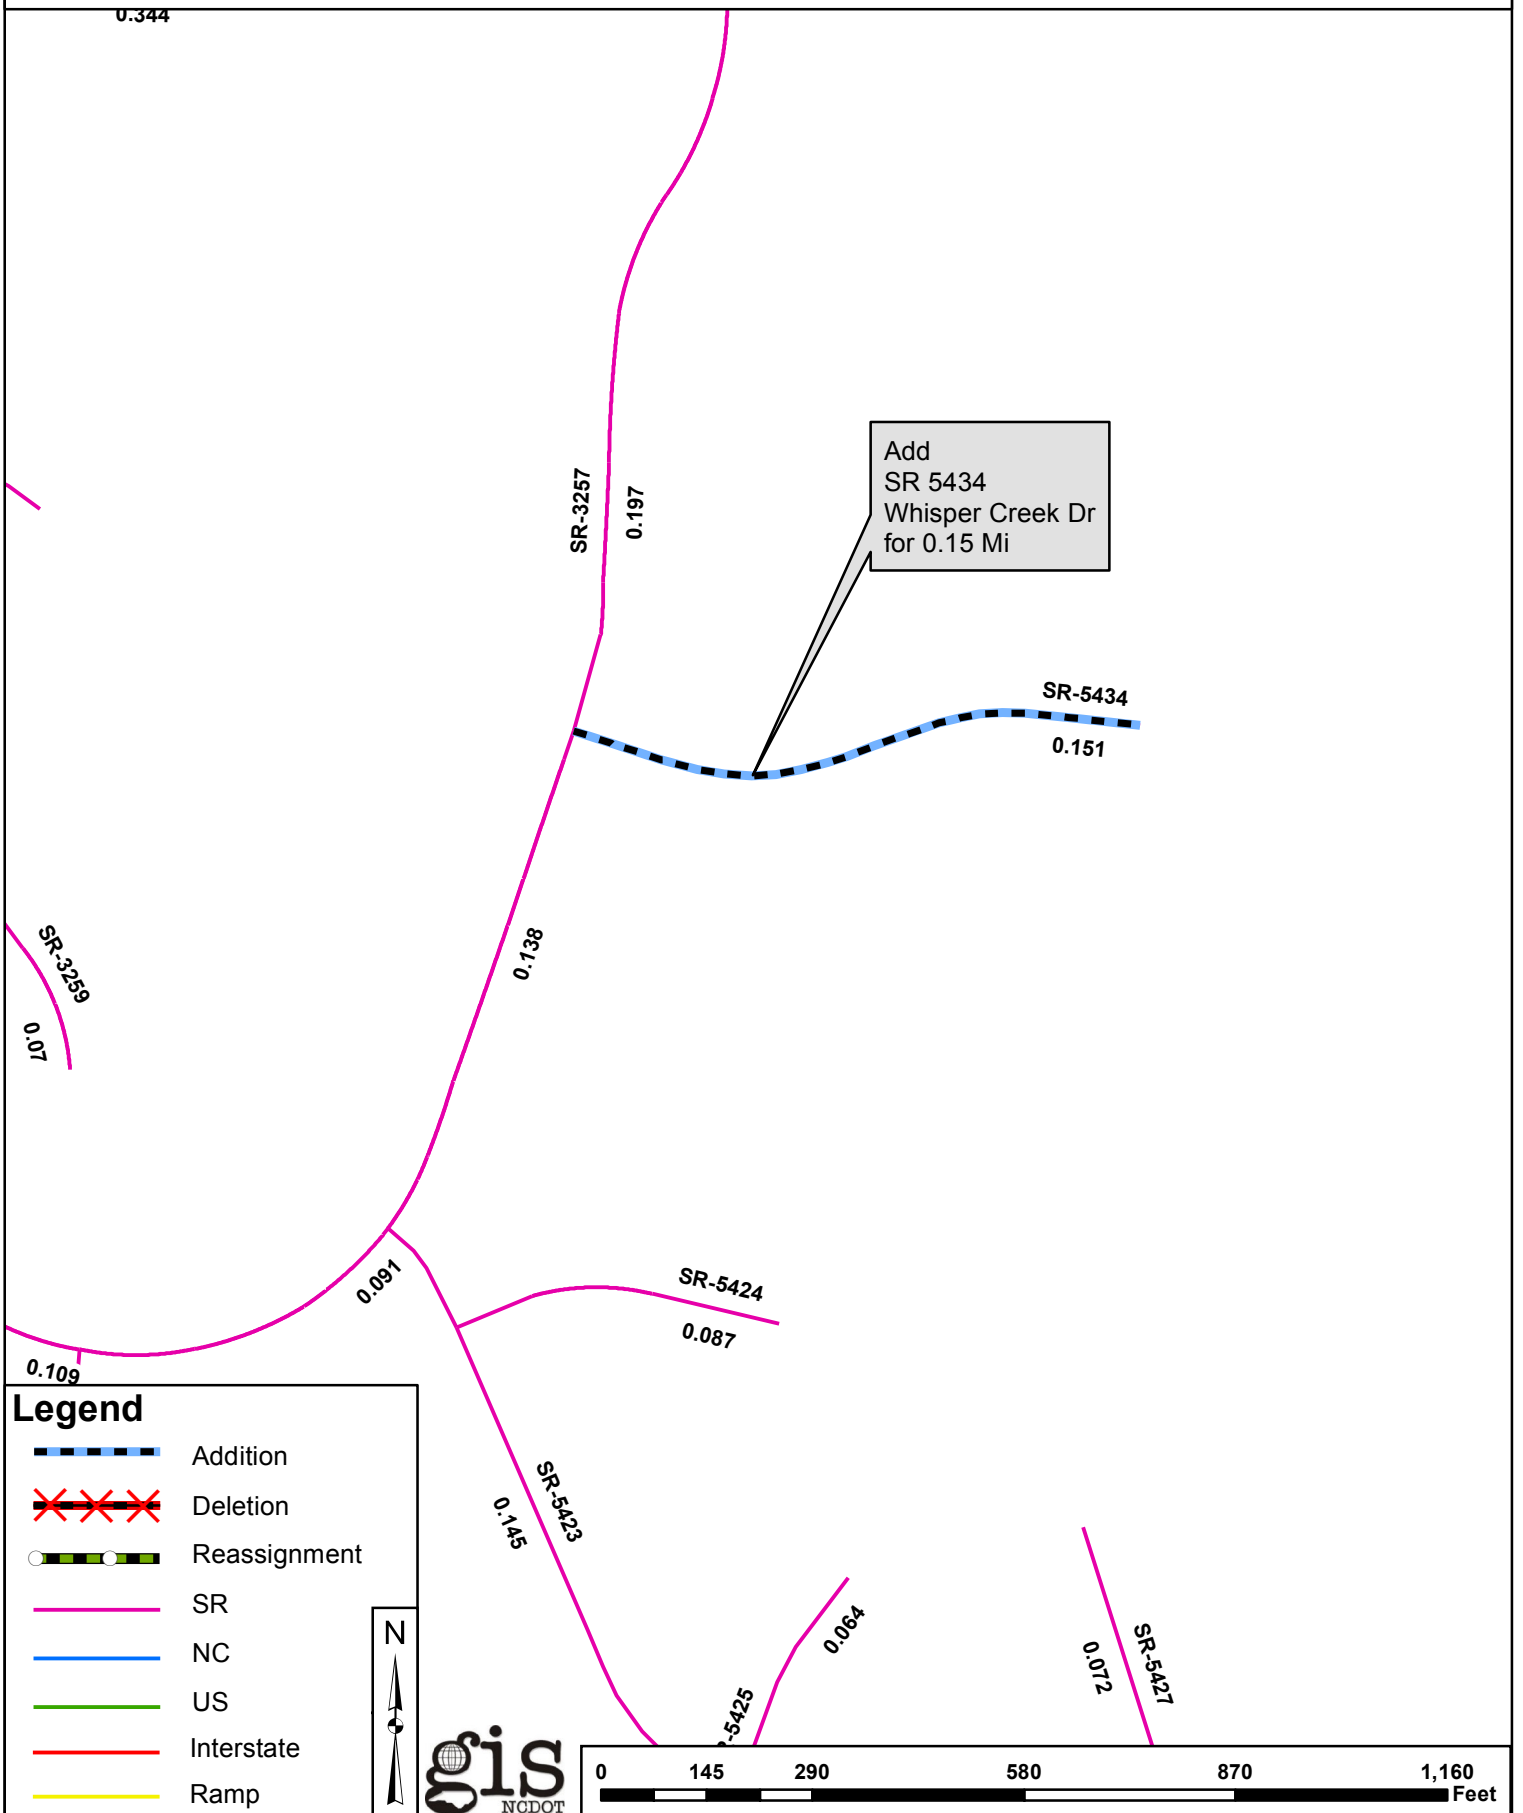 0.344
SR-3257
0.197
Add
SR 5434
Whisper Creek Dr
for 0.15 Mi
SR-5434
0.151
0.138
SR-3259
0.07
0.091
SR-5424
0.087
0.109
SR-5423
0.145
0.064
-5425
SR-5427
0.072
Legend
Addition
Deletion
Reassignment
SR
NC
US
Interstate
Ramp
N
gis
NCDOT
0 145 290 580 870 1,160
Feet